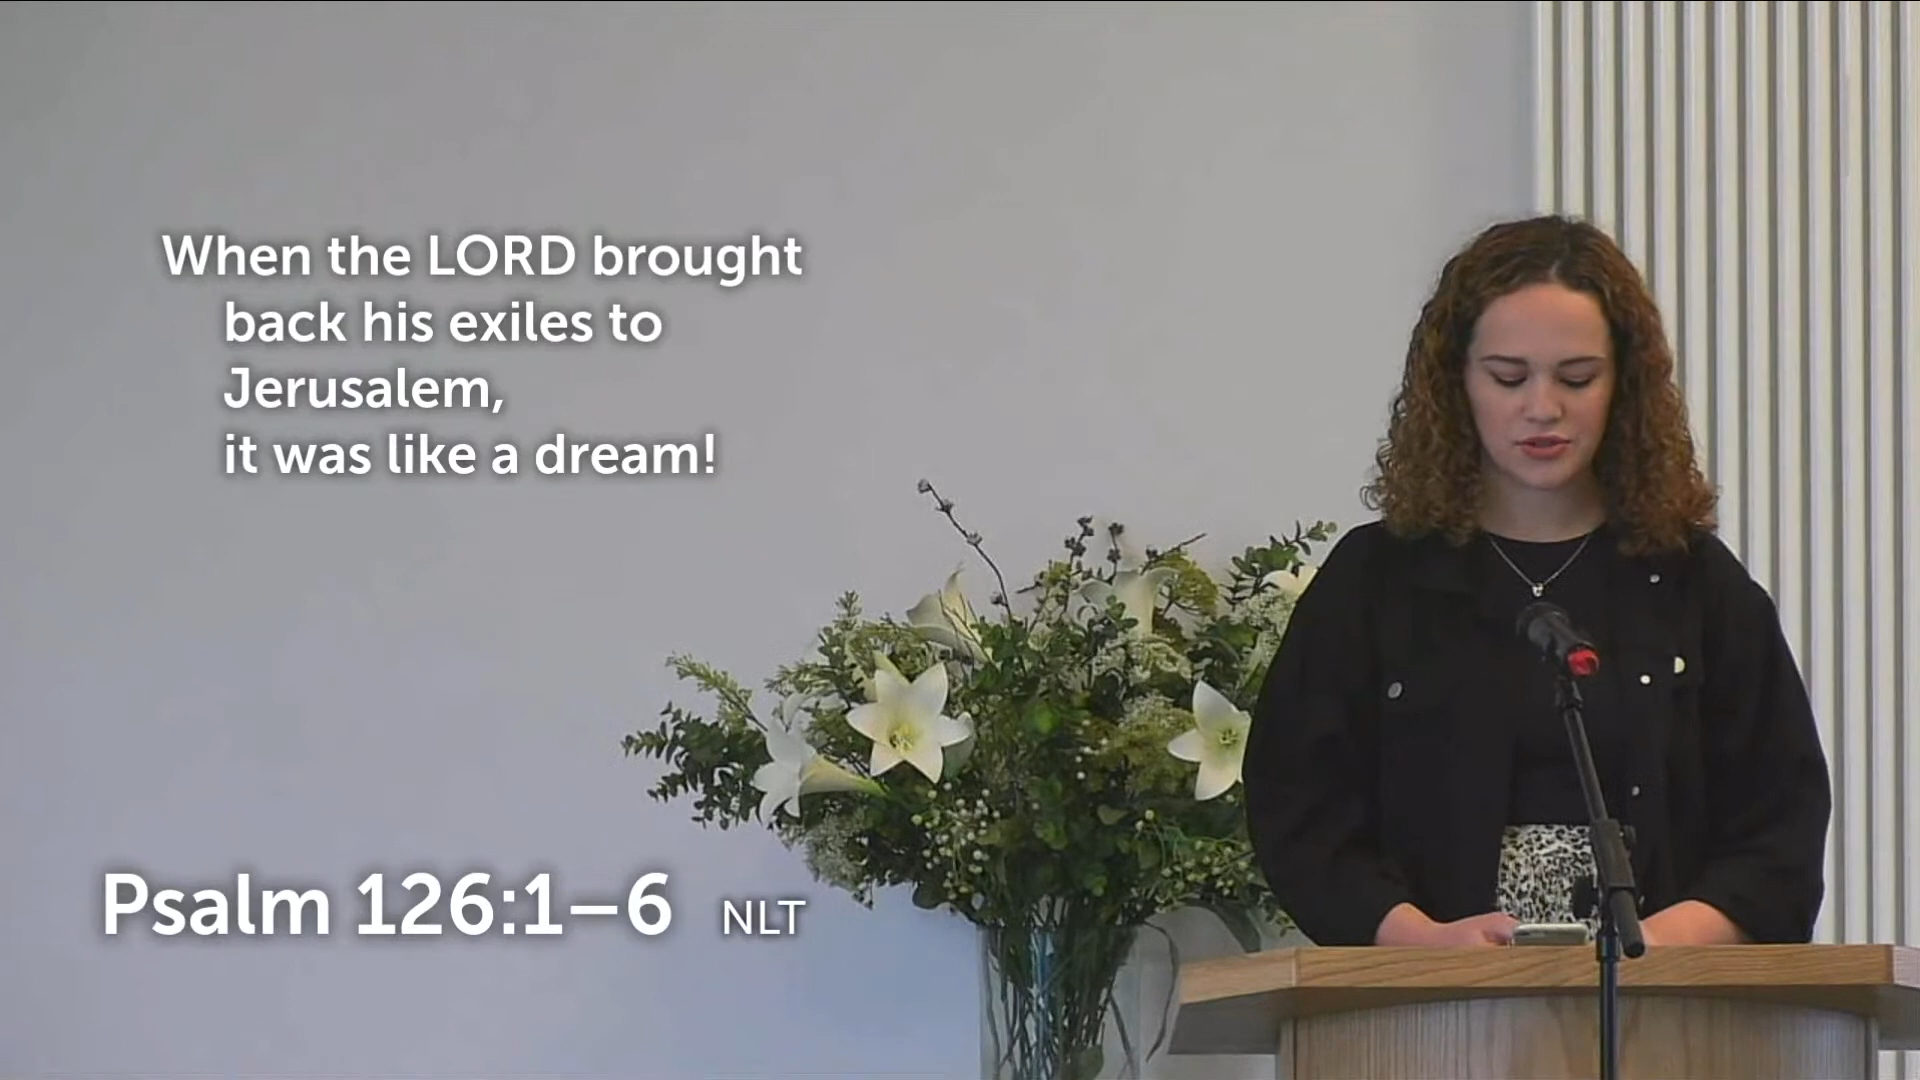 When the LORD brought
back his exiles to
Jerusalem,
it was like a dream!
Psalm 126:1–6 NLT